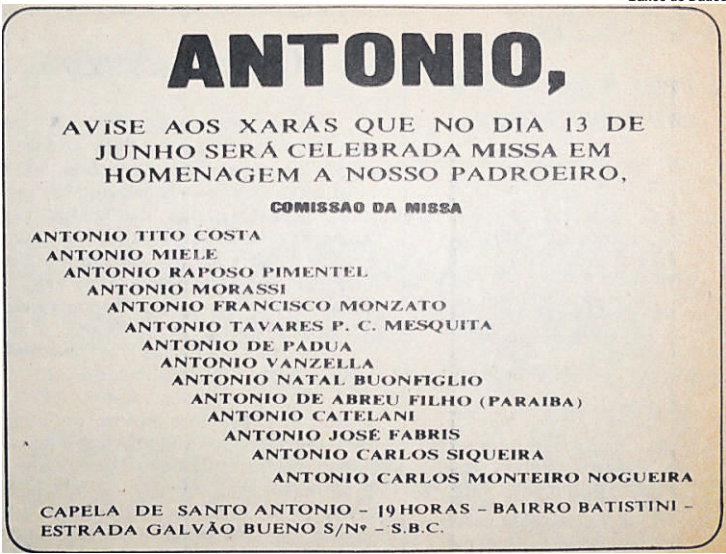 ANTONIO,
AVISE AOS XARÁS QUE NO DIA 13 DE
JUNHO SERÁ CELEBRADA MISSA EM
HOMENAGEM A NOSSO PADROEIRO,
COMISSAO DA MISSA
ANTONIO TITO COSTA
ANTONIO MIELE
ANTONIO RAPOSO PIMENTEL
ANTONIO MORASSI
ANTONIO FRANCISCO MONZATO
ANTONIO TAVARES P. C. MESQUITA
ANTONIO DE PADUA
ANTONIO VANZELLA
ANTONIO NATAL BUONFIGLIO
ANTONIO DE ABREU FILHO (PARAIBA)
ANTONIO CATELANI
ANTONIO JOSÉ FABRIS
ANTONIO CARLOS SIQUEIRA
ANTONIO CARLOS MONTEIRO NOGUEIRA
CAPELA DE SANTO ANTONIO - 19 HORAS - BAIRRO BATISTINI -
ESTRADA GALVÃO BUENO S/Nº - S.B.C.